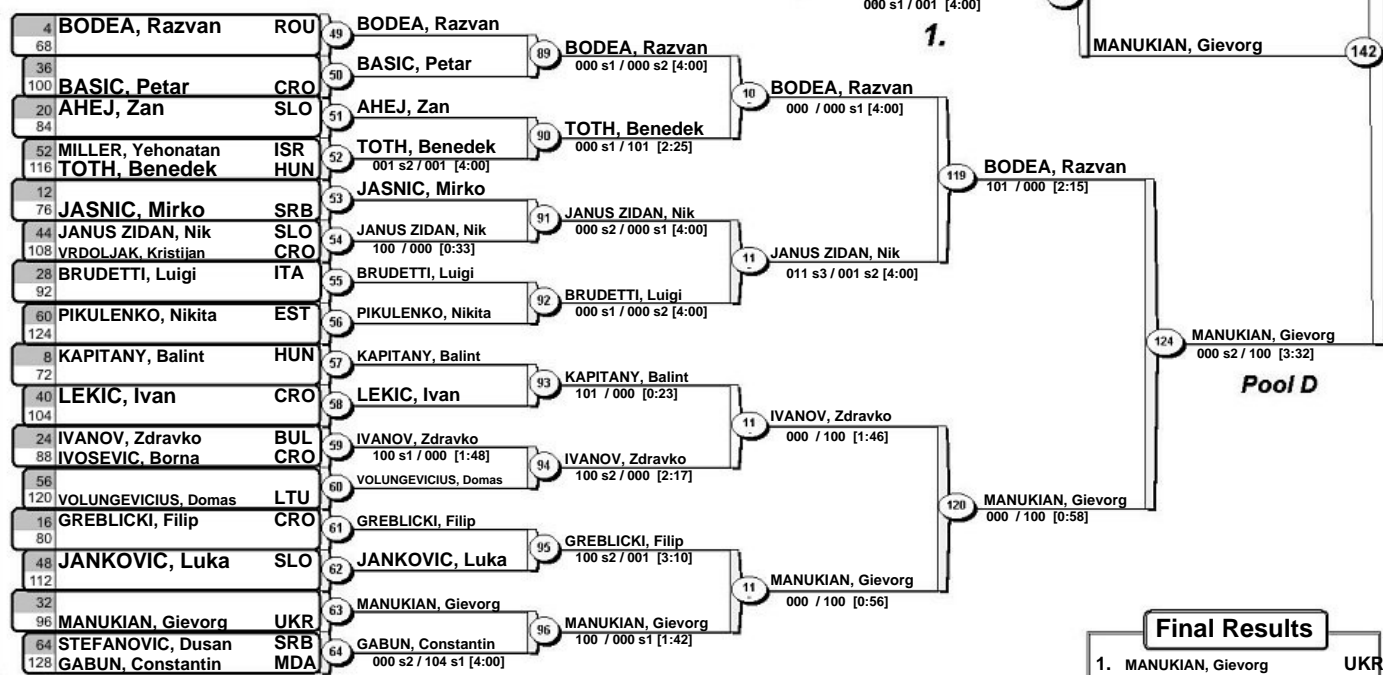 000 s1 / 001 [4:00]
1.
MANUKIAN, Gievorg
142
4 BODEA, Razvan ROU
68
36
100 BASIC, Petar CRO
20 AHEJ, Zan SLO
84
52 MILLER, Yehonatan ISR
116 TOTH, Benedek HUN
12
76 JASNIC, Mirko SRB
44 JANUS ZIDAN, Nik SLO
108 VRDOLJAK, Kristijan CRO
28 BRUDETTI, Luigi ITA
92
60 PIKULENKO, Nikita EST
124
8 KAPITANY, Balint HUN
72
40 LEKIC, Ivan CRO
104
24 IVANOV, Zdravko BUL
88 IVOSEVIC, Borna CRO
56
120 VOLUNGEVICIUS, Domas LTU
16 GREBLICKI, Filip CRO
80
48 JANKOVIC, Luka SLO
112
32
96 MANUKIAN, Gievorg UKR
64 STEFANOVIC, Dusan SRB
128 GABUN, Constantin MDA
49 BODEA, Razvan
50 BASIC, Petar
51 AHEJ, Zan
52 TOTH, Benedek
001 s2 / 001 [4:00]
53 JASNIC, Mirko
54 JANUS ZIDAN, Nik
100 / 000 [0:33]
55 BRUDETTI, Luigi
56 PIKULENKO, Nikita
57 KAPITANY, Balint
58 LEKIC, Ivan
59 IVANOV, Zdravko
100 s1 / 000 [1:48]
60 VOLUNGEVICIUS, Domas
61 GREBLICKI, Filip
62 JANKOVIC, Luka
63 MANUKIAN, Gievorg
64 GABUN, Constantin
000 s2 / 104 s1 [4:00]
89 BODEA, Razvan
000 s1 / 000 s2 [4:00]
90 TOTH, Benedek
000 s1 / 101 [2:25]
91 JANUS ZIDAN, Nik
000 s2 / 000 s1 [4:00]
92 BRUDETTI, Luigi
000 s1 / 000 s2 [4:00]
93 KAPITANY, Balint
101 / 000 [0:23]
94 IVANOV, Zdravko
100 s2 / 000 [2:17]
95 GREBLICKI, Filip
100 s2 / 001 [3:10]
96 MANUKIAN, Gievorg
100 / 000 s1 [1:42]
10 BODEA, Razvan
000 / 000 s1 [4:00]
11 JANUS ZIDAN, Nik
011 s3 / 001 s2 [4:00]
11 IVANOV, Zdravko
000 / 100 [1:46]
11 MANUKIAN, Gievorg
000 / 100 [0:56]
119 BODEA, Razvan
101 / 000 [2:15]
120 MANUKIAN, Gievorg
000 / 100 [0:58]
124 MANUKIAN, Gievorg
000 s2 / 100 [3:32]
Pool D
Final Results
1. MANUKIAN, Gievorg UKR